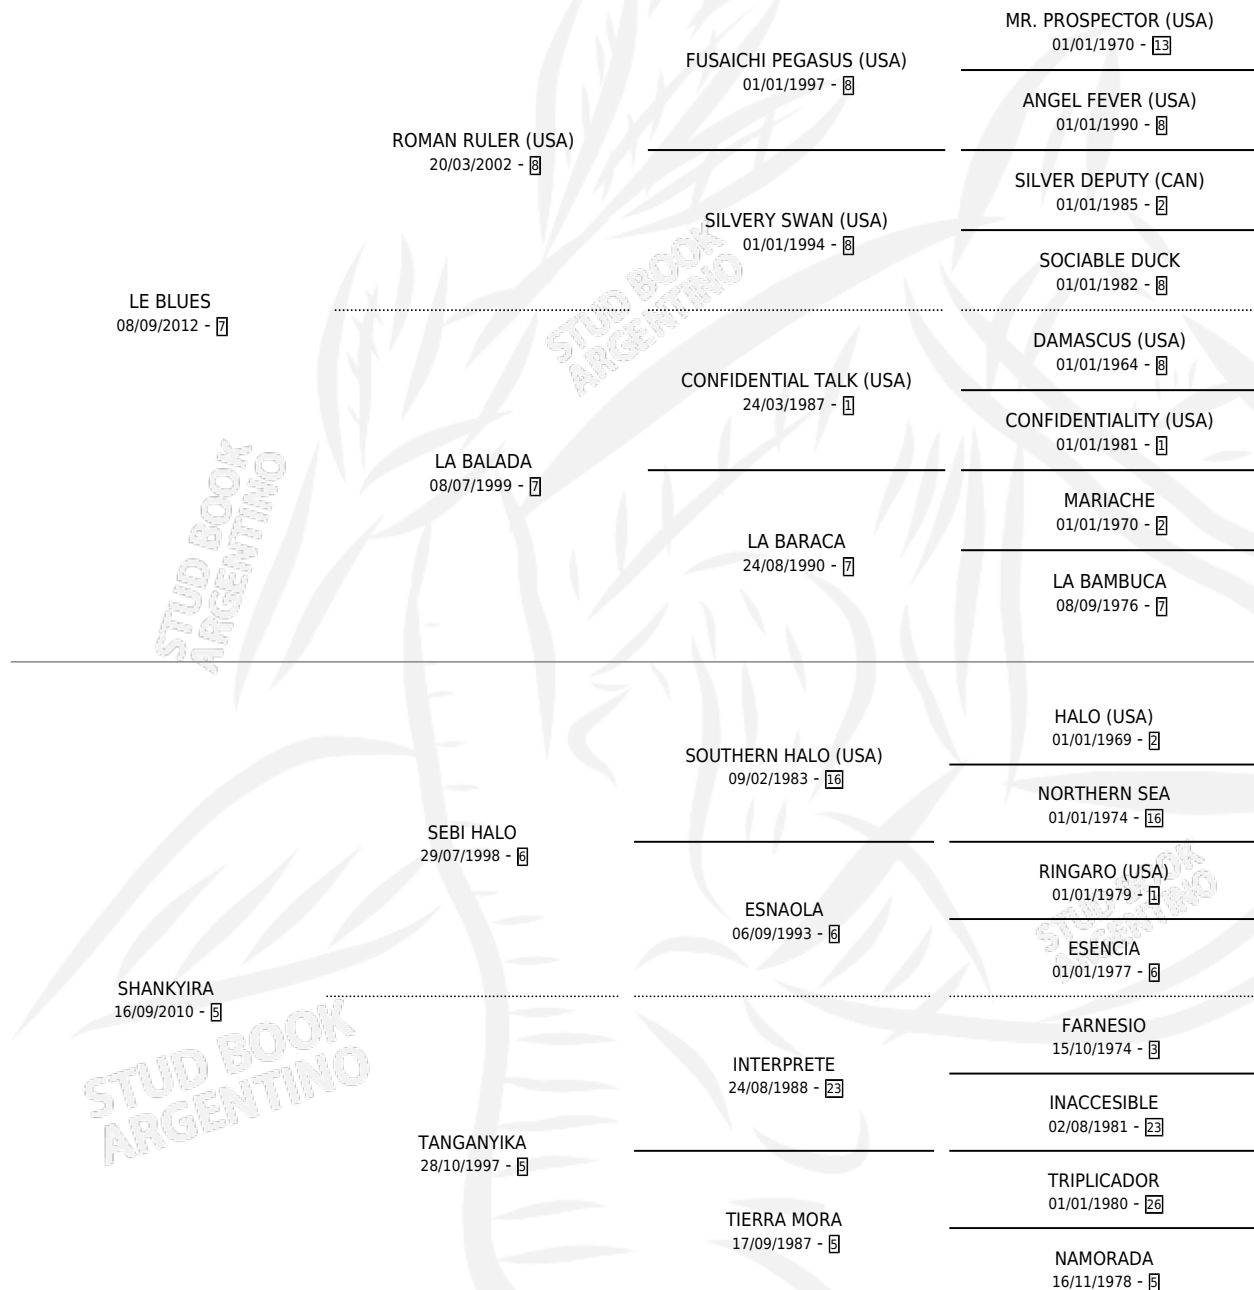 MR. PROSPECTOR (USA)
01/01/1970 - 13
FUSAICHI PEGASUS (USA)
01/01/1997 - 8
ANGEL FEVER (USA)
01/01/1990 - 8
ROMAN RULER (USA)
20/03/2002 - 8
SILVER DEPUTY (CAN)
01/01/1985 - 2
SILVERY SWAN (USA)
01/01/1994 - 8
SOCIABLE DUCK
01/01/1982 - 8
LE BLUES
08/09/2012 - 7
DAMASCUS (USA)
01/01/1964 - 8
CONFIDENTIAL TALK (USA)
24/03/1987 - 1
CONFIDENTIALITY (USA)
01/01/1981 - 1
LA BALADA
08/07/1999 - 7
MARIACHE
01/01/1970 - 2
LA BARACA
24/08/1990 - 7
LA BAMBUCA
08/09/1976 - 7
HALO (USA)
01/01/1969 - 2
SOUTHERN HALO (USA)
09/02/1983 - 16
NORTHERN SEA
01/01/1974 - 16
SEBI HALO
29/07/1998 - 6
RINGARO (USA)
01/01/1979 - 1
ESNAOLA
06/09/1993 - 6
ESENCIA
01/01/1977 - 6
SHANKYIRA
16/09/2010 - 5
FARNESIO
15/10/1974 - 3
INTERPRETE
24/08/1988 - 23
INACCESIBLE
02/08/1981 - 23
TANGANYIKA
28/10/1997 - 5
TRIPLICADOR
01/01/1980 - 26
TIERRA MORA
17/09/1987 - 5
NAMORADA
16/11/1978 - 5
STUD BOOK
ARGENTINO
STUD BOOK
ARGENTINO
STUD BOOK
ARGENTINO
STUD BOOK
ARGENTINO